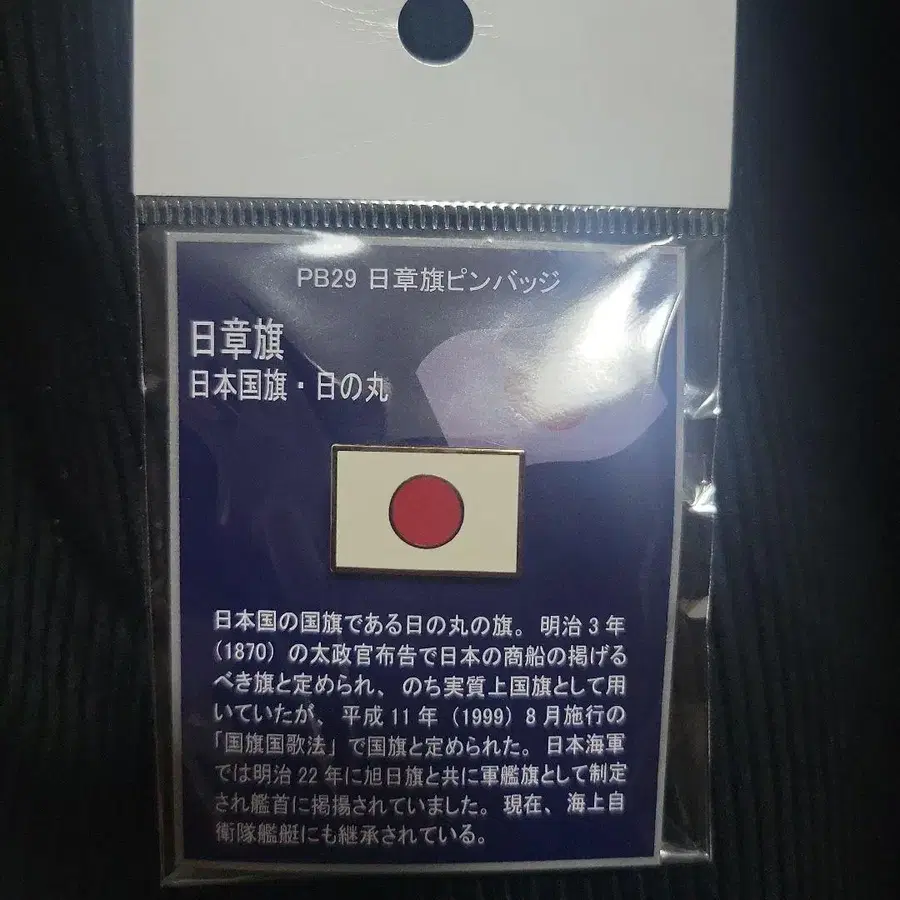 PB29 日章旗ピンバッジ
日章旗
日本国旗・日の丸
日本国の国旗である日の丸の旗。明治3年
(1870) の太政官布告で日本の商船の掲げる
べき旗と定められ、のち実質上国旗として用
いていたが、平成11年 (1999) 8月施行の
「国旗国歌法」で国旗と定められた。日本海軍
では明治22年に旭日旗と共に軍艦旗として制定
され艦首に掲揚されていました。現在、海上自
衛隊艦艇にも継承されている。